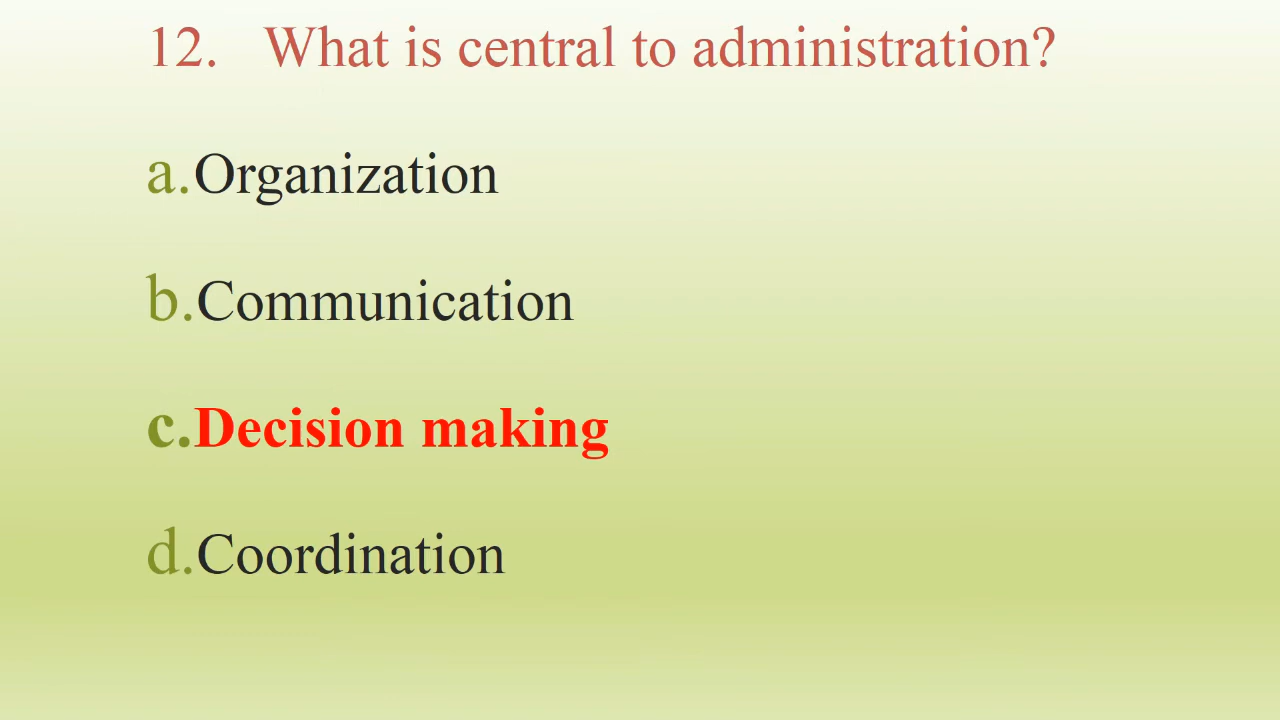 12. What is central to administration?
a.Organization
b.Communication
c.Decision making
d.Coordination